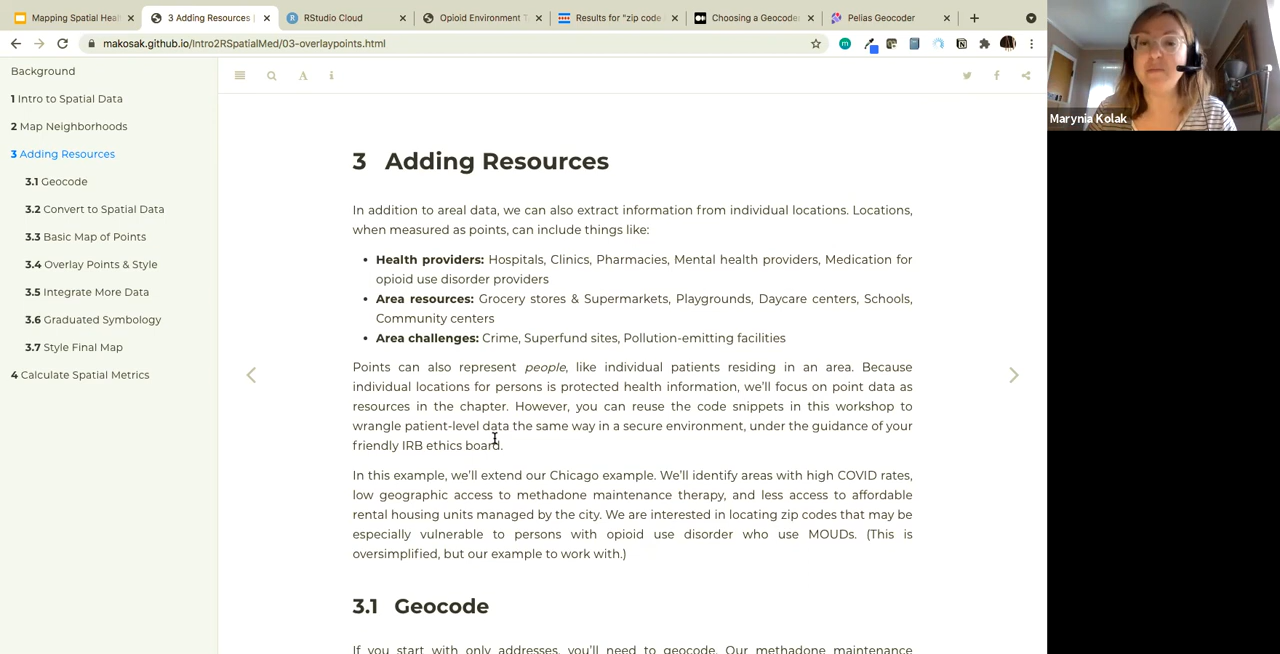 Mapping Spatial Heal
3 Adding Resources |
RStudio Cloud
Opioid Environment T
Results for "zip code
Choosing a Geocoder
Pelias Geocoder
makosak.github.io/Intro2RSpatialMed/03-overlaypoints.html
Marynia Kolak
Background
1 Intro to Spatial Data
2 Map Neighborhoods
3 Adding Resources
3.1 Geocode
3.2 Convert to Spatial Data
3.3 Basic Map of Points
3.4 Overlay Points & Style
3.5 Integrate More Data
3.6 Graduated Symbology
3.7 Style Final Map
4 Calculate Spatial Metrics
3 Adding Resources
In addition to areal data, we can also extract information from individual locations. Locations,
when measured as points, can include things like:
• Health providers: Hospitals, Clinics, Pharmacies, Mental health providers, Medication for
opioid use disorder providers
• Area resources: Grocery stores & Supermarkets, Playgrounds, Daycare centers, Schools,
Community centers
• Area challenges: Crime, Superfund sites, Pollution-emitting facilities
Points can also represent people, like individual patients residing in an area. Because
individual locations for persons is protected health information, we'll focus on point data as
resources in the chapter. However, you can reuse the code snippets in this workshop to
wrangle patient-level data the same way in a secure environment, under the guidance of your
friendly IRB ethics board.
In this example, we'll extend our Chicago example. We'll identify areas with high COVID rates,
low geographic access to methadone maintenance therapy, and less access to affordable
rental housing units managed by the city. We are interested in locating zip codes that may be
especially vulnerable to persons with opioid use disorder who use MOUDs. (This is
oversimplified, but our example to work with.)
3.1 Geocode
If you start with only addresses, you'll need to geocode. Our methadone maintenance